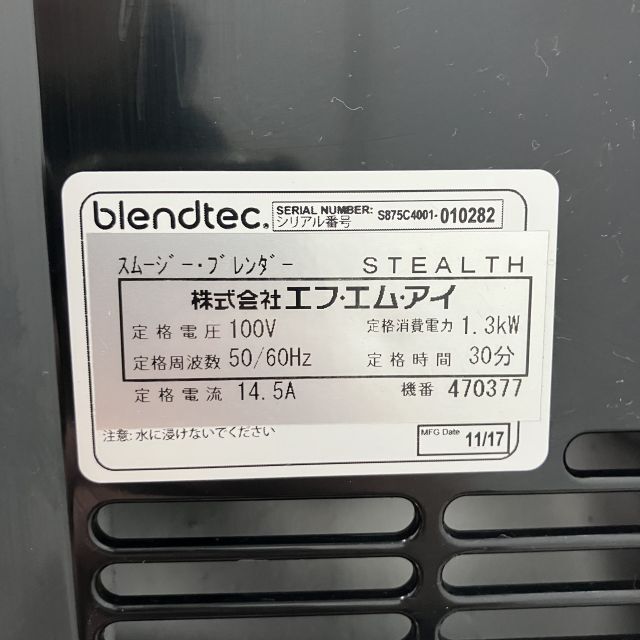 blendtec. SERIAL NUMBER: シリアル番号 S875C4001-010282
スムージー・ブレンダー STEALTH
株式会社エフ・エム・アイ
定格電圧 100V 定格消費電力 1.3kW
定格周波数 50/60Hz 定格時間 30分
定格電流 14.5A 機番 470377
注意: 水に浸けないでください
MFG Date 11/17